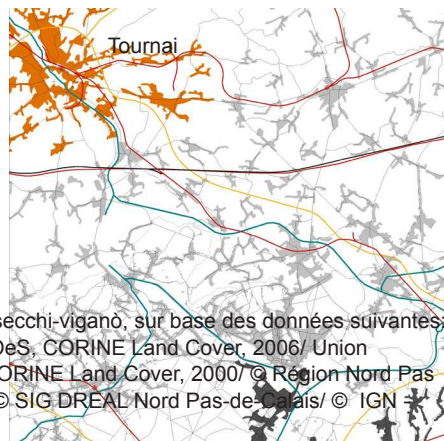 Tournai
secchi-viganò, sur base des données suivantes:
DeS, CORINE Land Cover, 2006/ Union
CORINE Land Cover, 2000/ © Région Nord Pas
© SIG DREAL Nord Pas-de-Calais/ © IGN